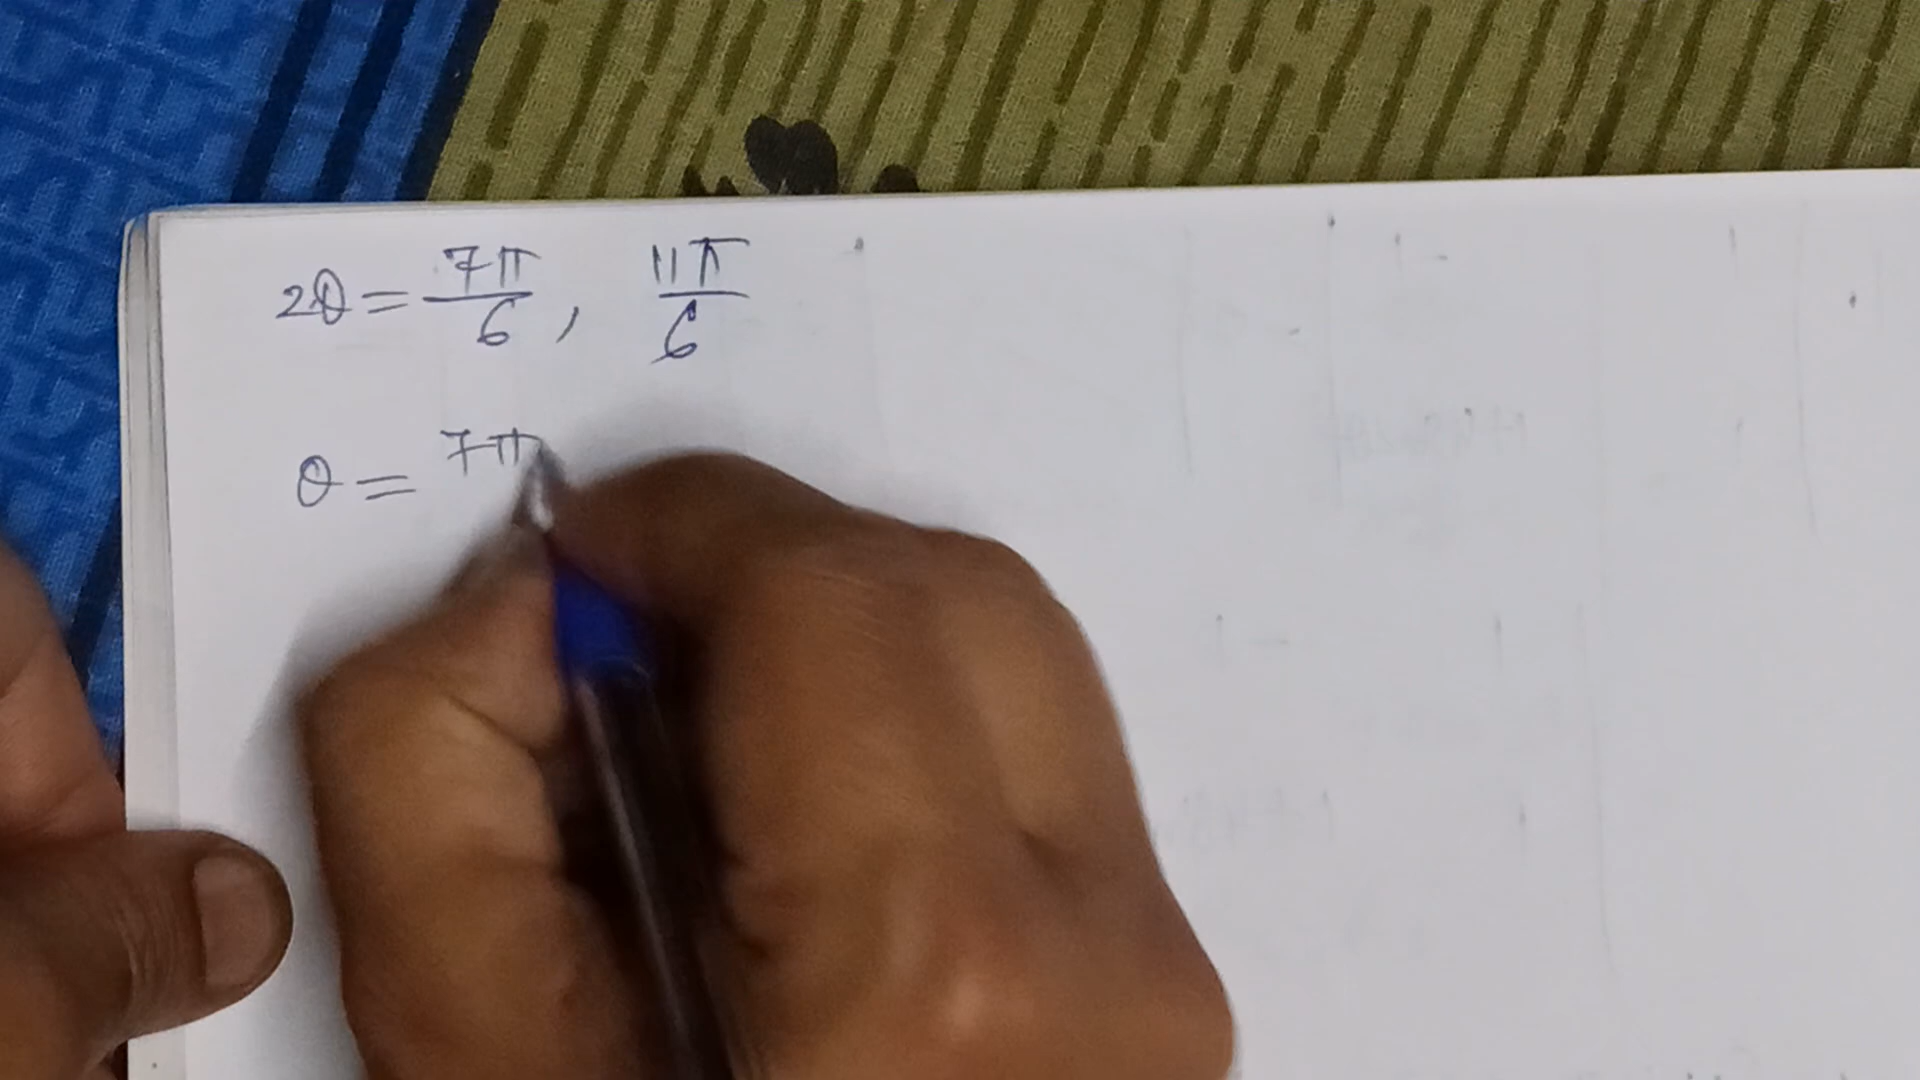 2θ = 7π/6 , 11π/6
θ = 7π